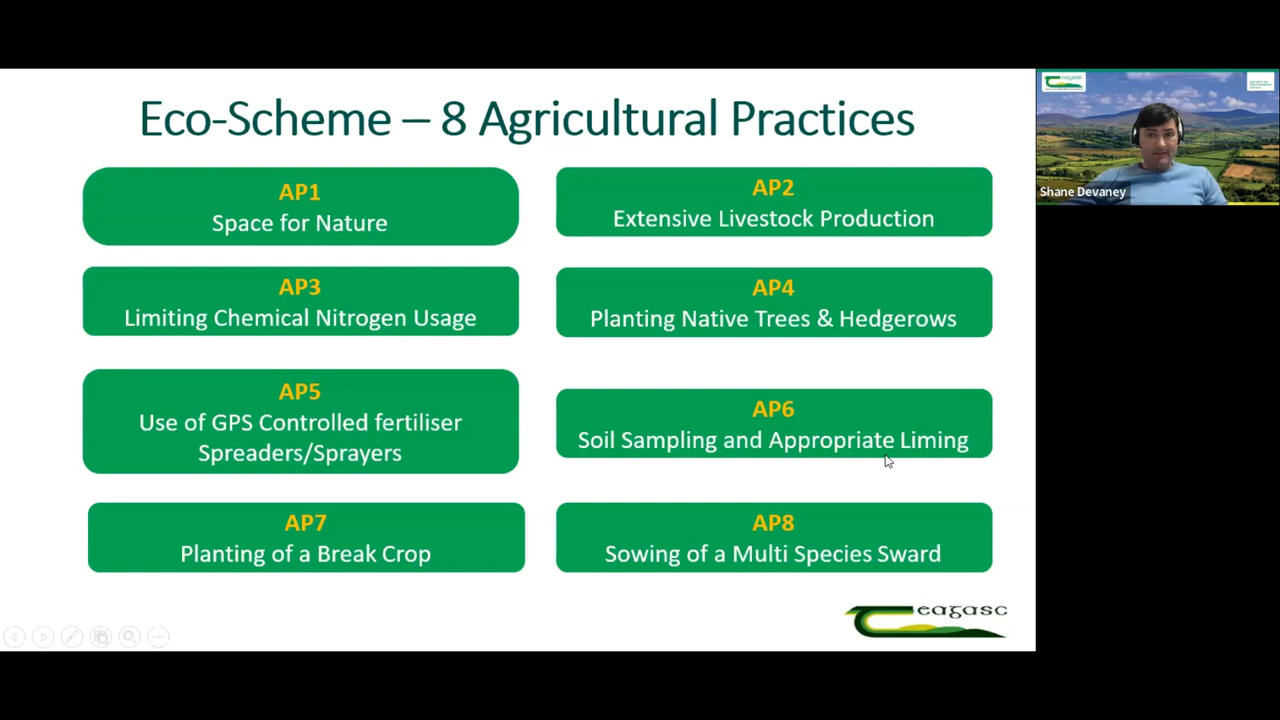 Eco-Scheme – 8 Agricultural Practices
AP1
Space for Nature
AP2
Extensive Livestock Production
AP3
Limiting Chemical Nitrogen Usage
AP4
Planting Native Trees & Hedgerows
AP5
Use of GPS Controlled fertiliser
Spreaders/Sprayers
AP6
Soil Sampling and Appropriate Liming
AP7
Planting of a Break Crop
AP8
Sowing of a Multi Species Sward
Teagasc
Teagasc
Shane Devaney